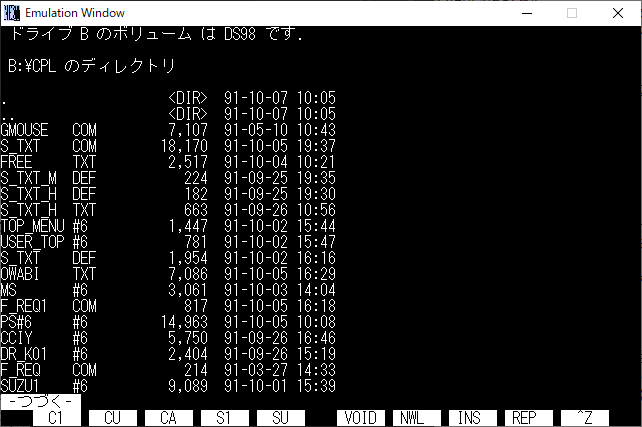 Emulation Window
ドライブ B のボリューム は DS98 です.
B:¥CPL のディレクトリ
. <DIR> 91-10-07 10:05
.. <DIR> 91-10-07 10:05
GMOUSE COM 7,107 91-05-10 10:43
S_TXT COM 18,170 91-10-05 19:37
FREE TXT 2,517 91-10-04 10:21
S_TXT_M DEF 224 91-09-25 19:35
S_TXT_H DEF 182 91-09-25 19:30
S_TXT_H TXT 663 91-09-26 10:56
TOP_MENU #6 1,447 91-10-02 15:44
USER_TOP #6 781 91-10-02 15:47
S_TXT DEF 1,954 91-10-02 16:16
OWABI TXT 7,086 91-10-05 16:29
MS #6 3,061 91-10-03 14:04
F_REQ1 COM 817 91-10-05 16:18
PS#6 #6 14,963 91-10-05 10:08
CCIY #6 5,750 91-09-26 16:46
DR_K01 #6 2,404 91-09-26 15:19
F_REQ COM 214 91-03-27 14:33
SUZU1 #6 9,089 91-10-01 15:39
-つづく-
C1 CU CA S1 SU VOID NWL INS REP ^Z